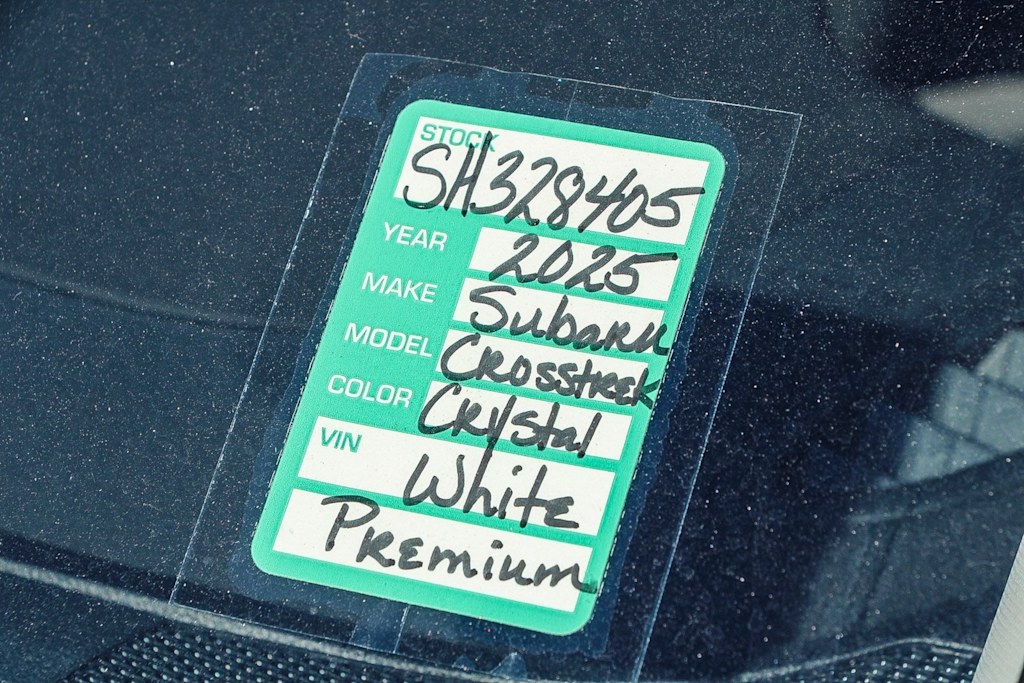 STOCK
SH328405
YEAR 2025
MAKE Subaru
MODEL Crosstrek
COLOR Crystal
VIN White
Premium